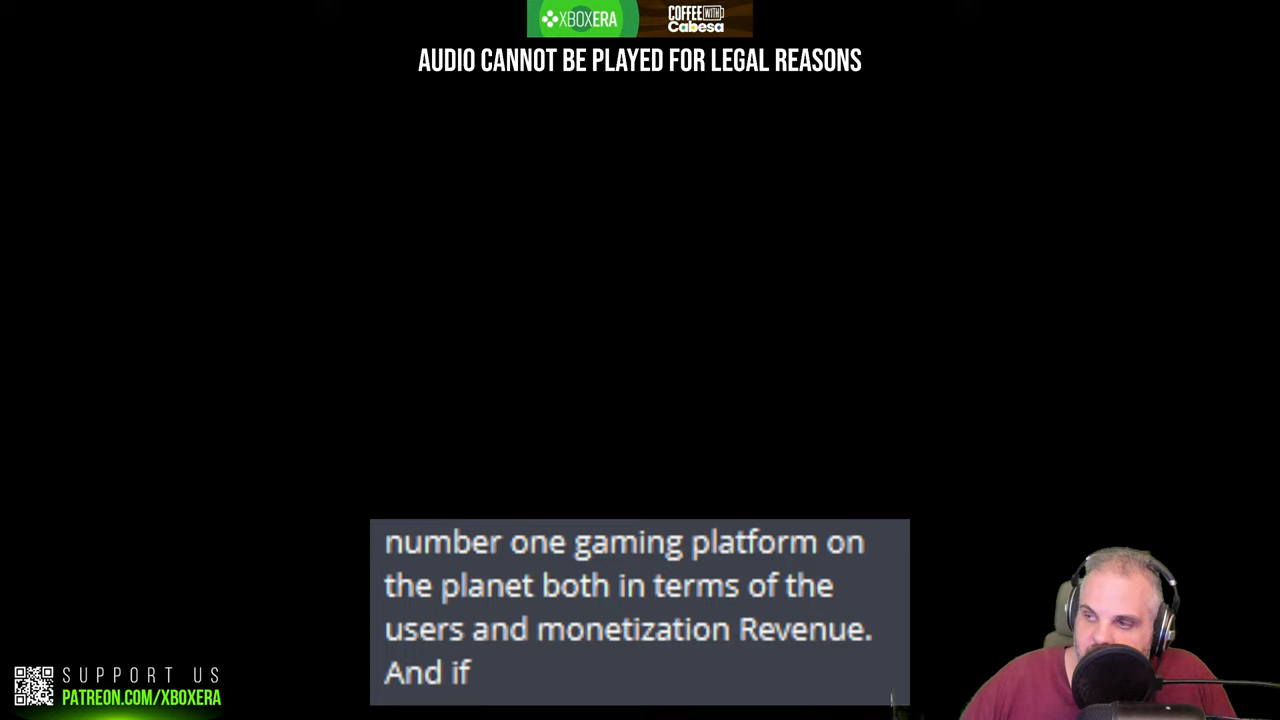 XBOXERA
COFFEE WITH
Cabesa
AUDIO CANNOT BE PLAYED FOR LEGAL REASONS
number one gaming platform on
the planet both in terms of the
users and monetization Revenue.
And if
SUPPORT US
PATREON.COM/XBOXERA